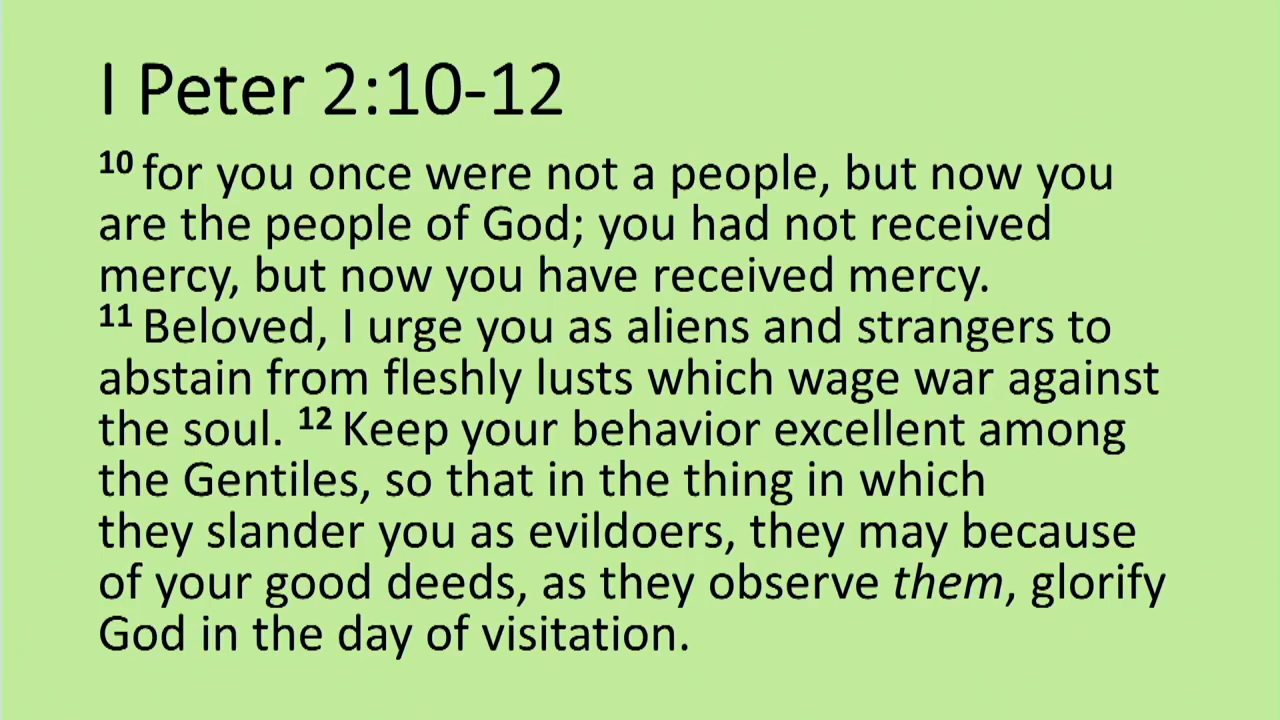 I Peter 2:10-12
10 for you once were not a people, but now you
are the people of God; you had not received
mercy, but now you have received mercy.
11 Beloved, I urge you as aliens and strangers to
abstain from fleshly lusts which wage war against
the soul. 12 Keep your behavior excellent among
the Gentiles, so that in the thing in which
they slander you as evildoers, they may because
of your good deeds, as they observe them, glorify
God in the day of visitation.